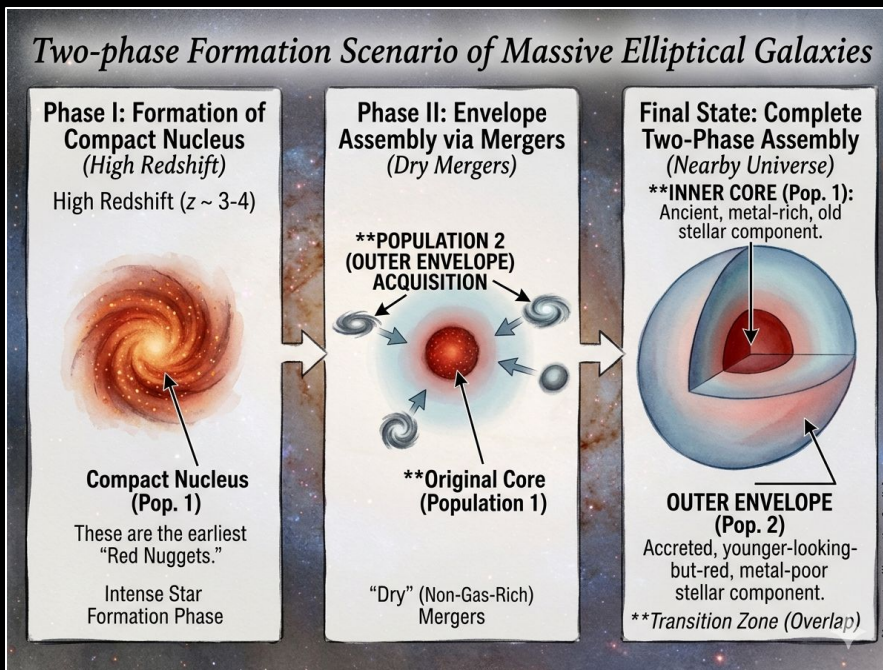 Two-phase Formation Scenario of Massive Elliptical Galaxies
Phase I: Formation of
Compact Nucleus
(High Redshift)
High Redshift (z ~ 3-4)
Compact Nucleus
(Pop. 1)
These are the earliest
“Red Nuggets.”
Intense Star
Formation Phase
Phase II: Envelope
Assembly via Mergers
(Dry Mergers)
**POPULATION 2
(OUTER ENVELOPE)
ACQUISITION
**Original Core
(Population 1)
“Dry” (Non-Gas-Rich)
Mergers
Final State: Complete
Two-Phase Assembly
(Nearby Universe)
**INNER CORE (Pop. 1):
Ancient, metal-rich, old
stellar component.
OUTER ENVELOPE
(Pop. 2)
Accreted, younger-looking-
but-red, metal-poor
stellar component.
**Transition Zone (Overlap)